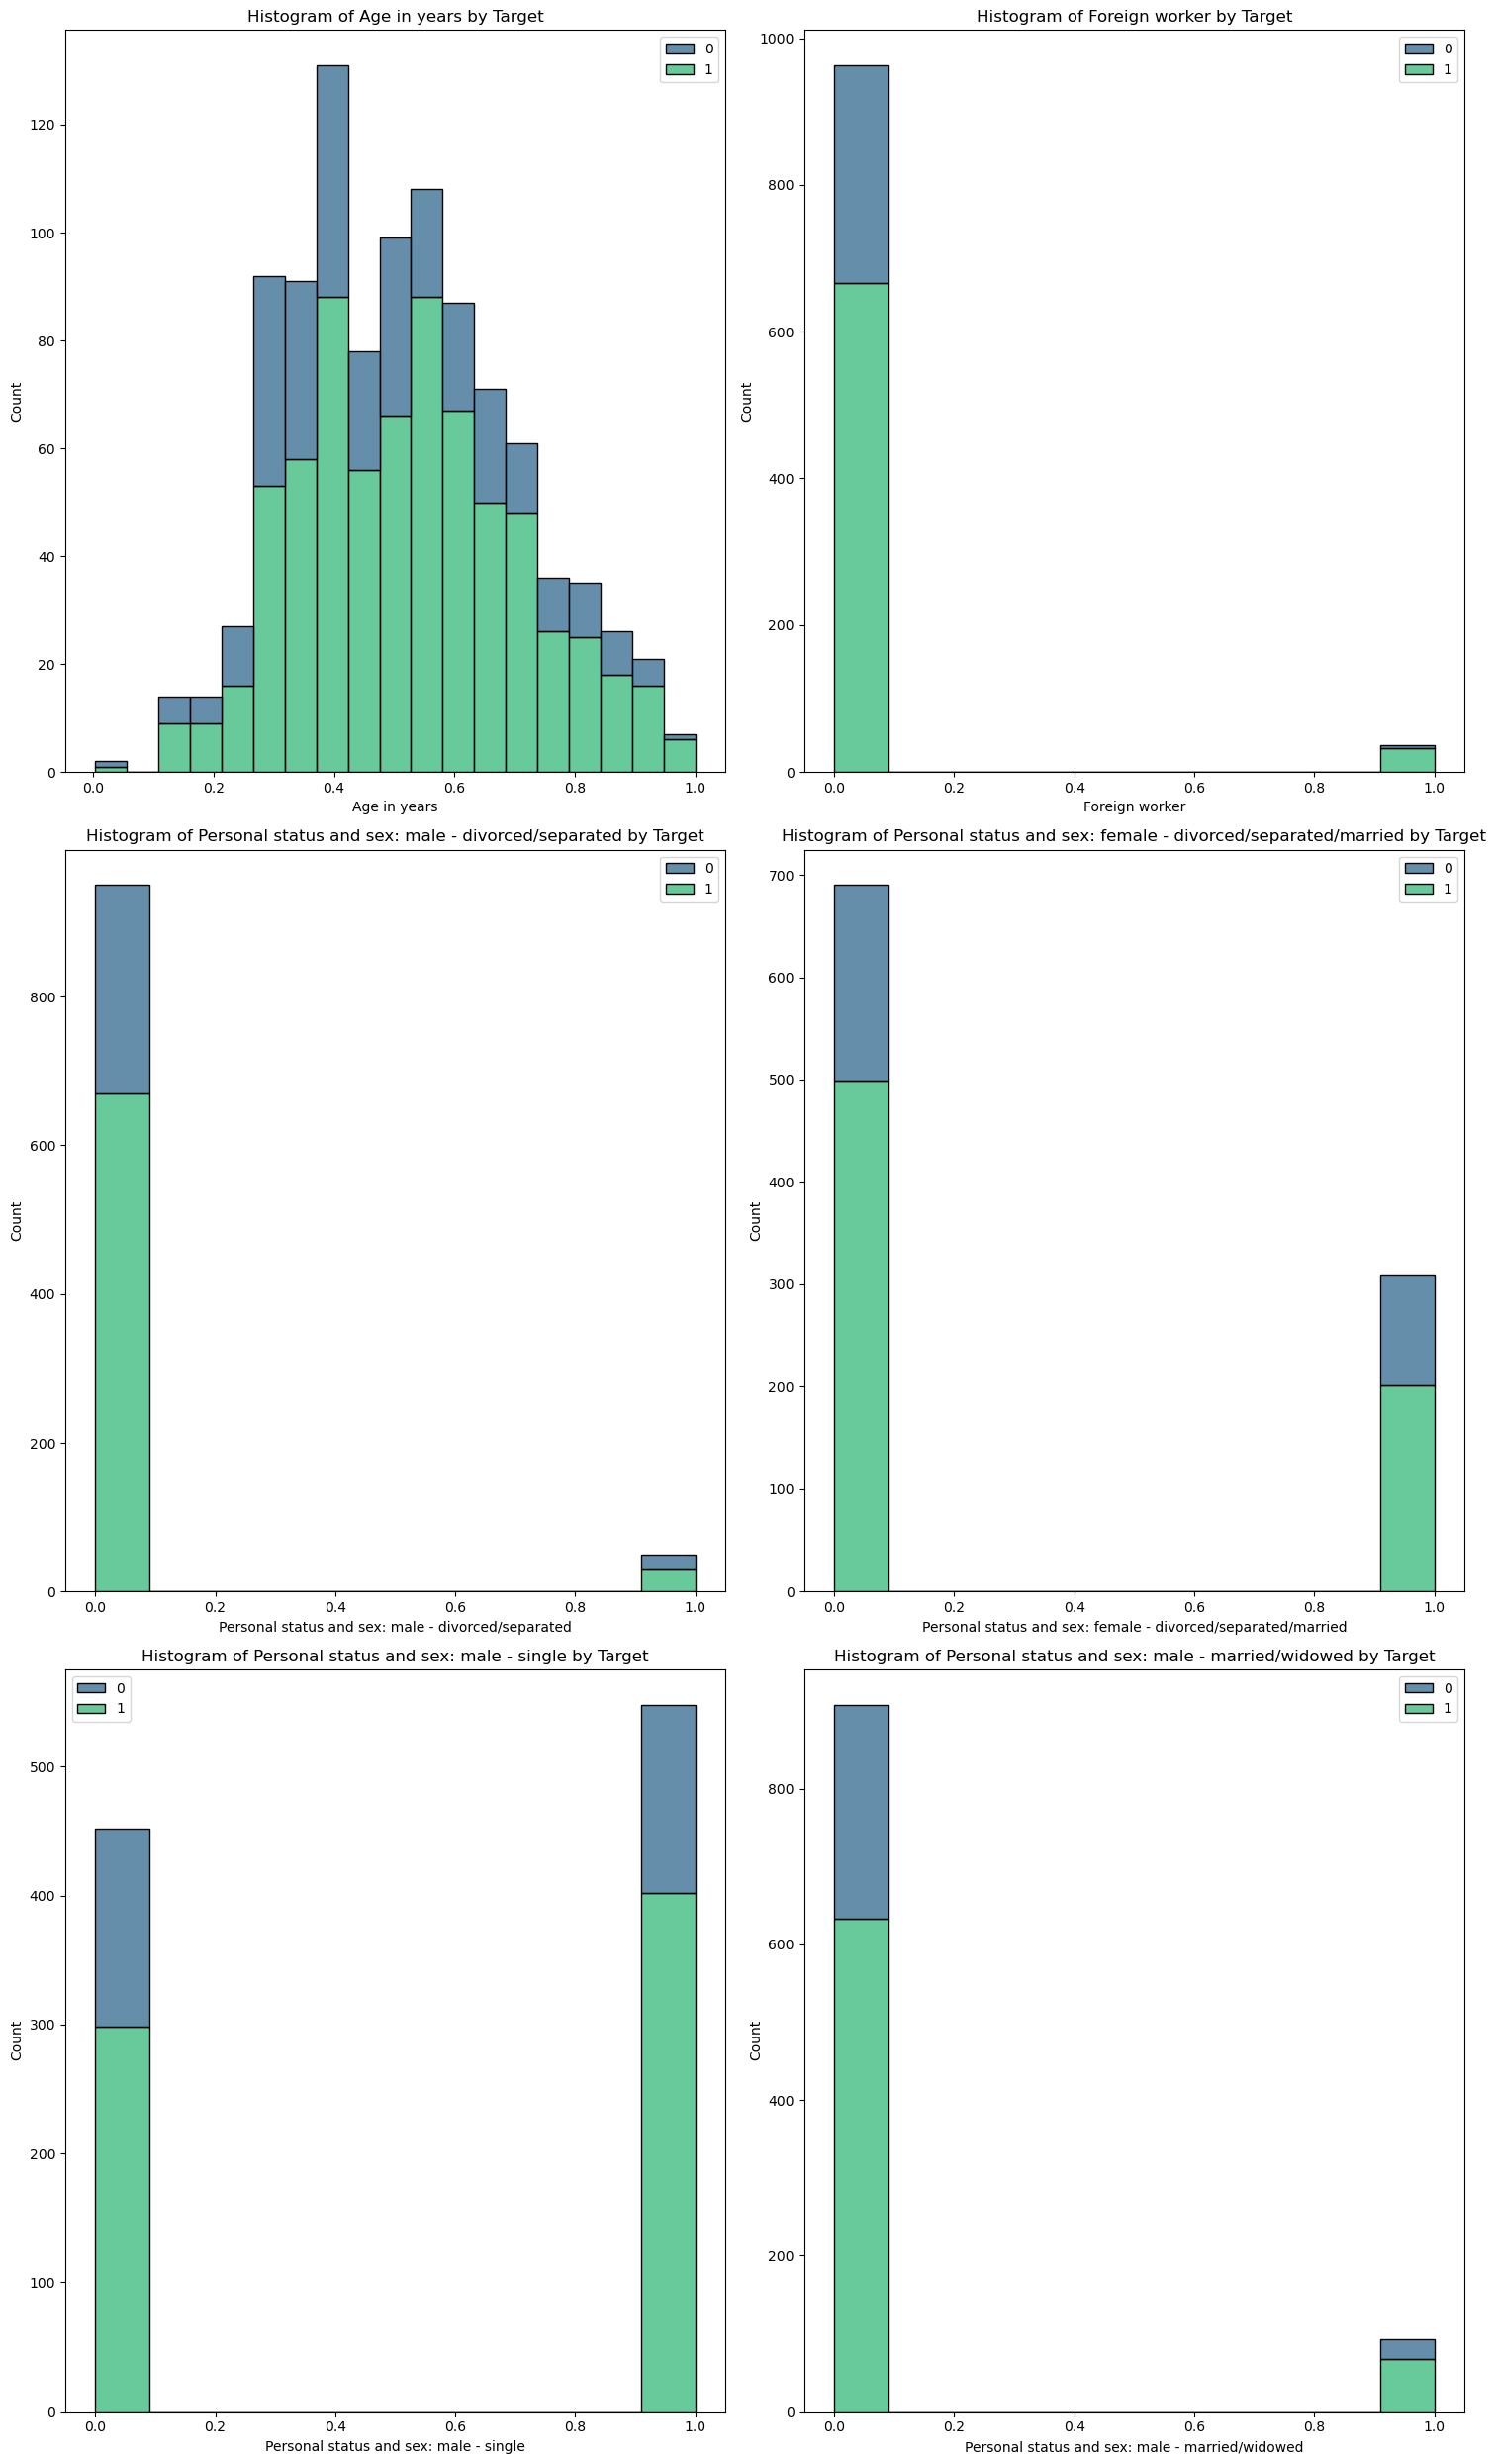 Histogram of Age in years by Target
0
1
120
100
80
60
40
20
0
Count
0.0 0.2 0.4 0.6 0.8 1.0
Age in years
Histogram of Foreign worker by Target
0
1
1000
800
600
400
200
0
Count
0.0 0.2 0.4 0.6 0.8 1.0
Foreign worker
Histogram of Personal status and sex: male - divorced/separated by Target
0
1
800
600
400
200
0
Count
0.0 0.2 0.4 0.6 0.8 1.0
Personal status and sex: male - divorced/separated
Histogram of Personal status and sex: female - divorced/separated/married by Target
0
1
700
600
500
400
300
200
100
0
Count
0.0 0.2 0.4 0.6 0.8 1.0
Personal status and sex: female - divorced/separated/married
Histogram of Personal status and sex: male - single by Target
0
1
500
400
300
200
100
0
Count
0.0 0.2 0.4 0.6 0.8 1.0
Personal status and sex: male - single
Histogram of Personal status and sex: male - married/widowed by Target
0
1
800
600
400
200
0
Count
0.0 0.2 0.4 0.6 0.8 1.0
Personal status and sex: male - married/widowed